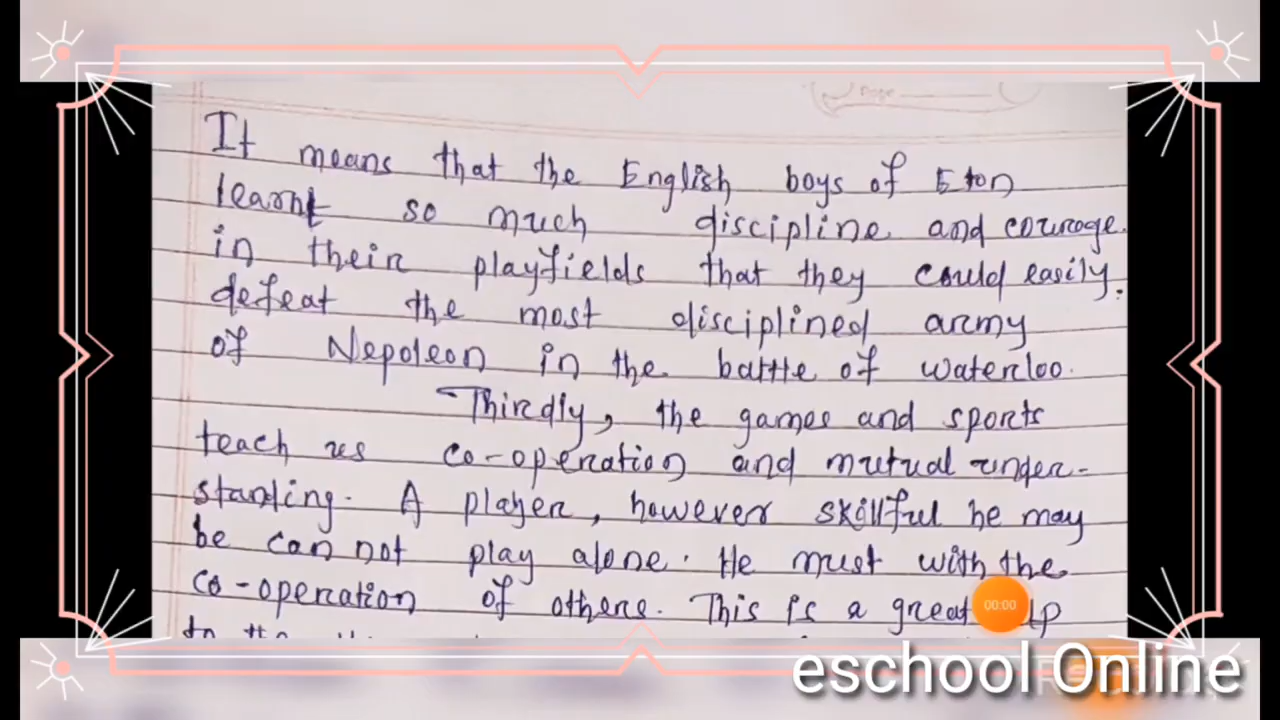 It means that the English boys of Eton
learnt so much discipline and courage.
in their playfields that they could easily.
defeat the most disciplined army
of Nepoleon in the battle of waterloo.
Thirdly, the games and sports
teach us co-operation and mutual under-
standing. A player, however skillful he may
be can not play alone. He must with the
co-operation of others. This is a great
to the
00:00
eschool Online